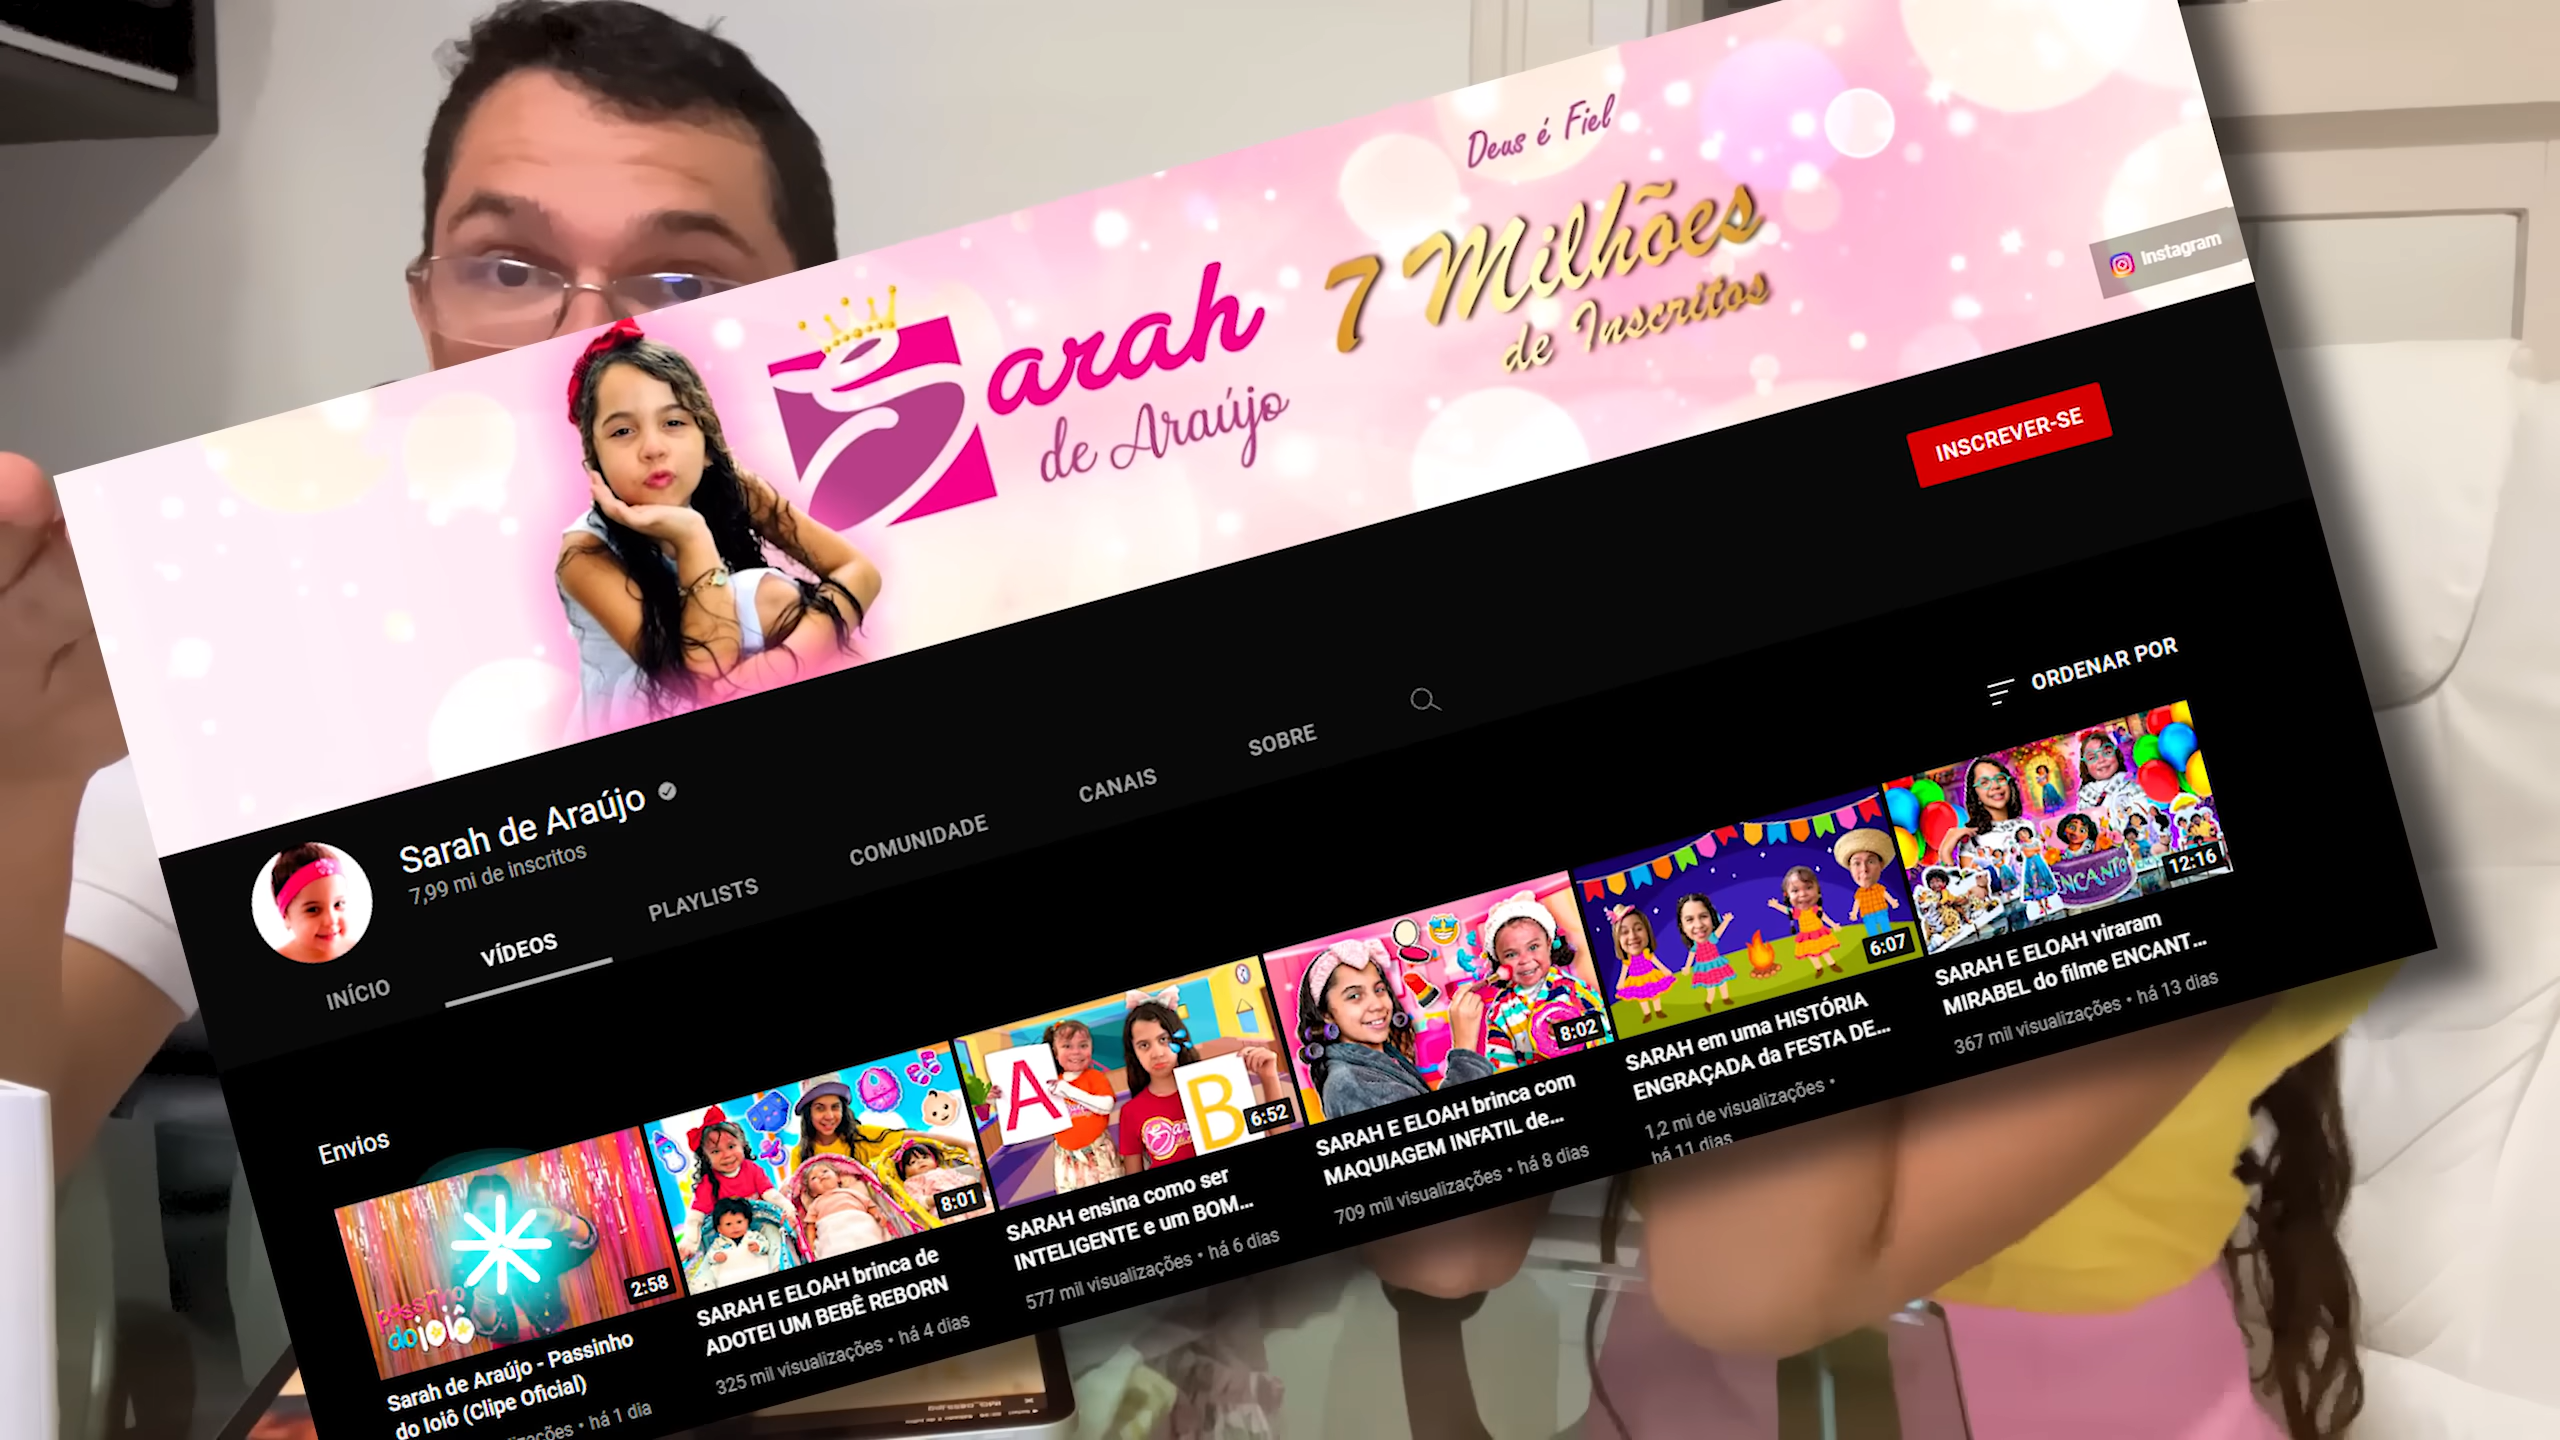 Deus é Fiel
Sarah
de Araújo
7 Milhões
de Inscritos
Instagram
Sarah de Araújo
7,99 mi de inscritos
INSCREVER-SE
INÍCIO
VÍDEOS
PLAYLISTS
COMUNIDADE
CANAIS
SOBRE
Envios
ORDENAR POR
passinho
do ioiô
2:58
Sarah de Araújo - Passinho
do Ioiô (Clipe Oficial)
• há 1 dia
8:01
SARAH E ELOAH brinca de
ADOTEI UM BEBÊ REBORN
325 mil visualizações • há 4 dias
A
B
6:52
SARAH ensina como ser
INTELIGENTE e um BOM...
577 mil visualizações • há 6 dias
8:02
SARAH E ELOAH brinca com
MAQUIAGEM INFATIL de...
709 mil visualizações • há 8 dias
6:07
SARAH em uma HISTÓRIA
ENGRAÇADA da FESTA DE...
1,2 mi de visualizações •
há 11 dias
ENCANTO
12:16
SARAH E ELOAH viraram
MIRABEL do filme ENCANT...
367 mil visualizações • há 13 dias